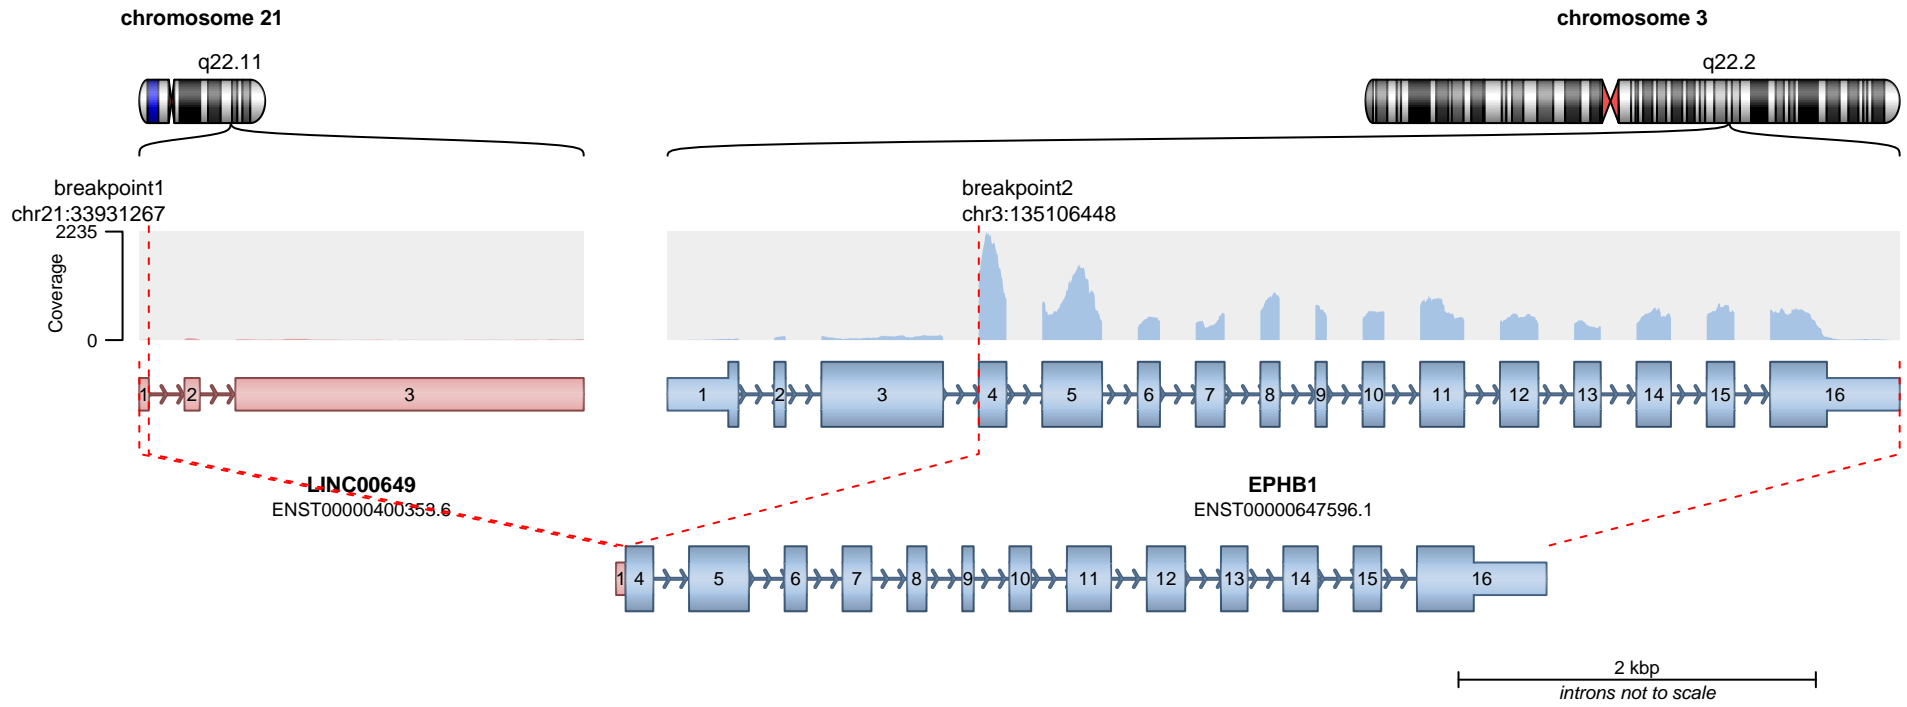 chromosome 21
chromosome 3
q22.11
q22.2
breakpoint1
chr21:33931267
breakpoint2
chr3:135106448
2235
Coverage
0
1 2 3
1 2 3 4 5 6 7 8 9 10 11 12 13 14 15 16
LINC00649
ENST00000400353.6
EPHB1
ENST00000647596.1
1 4 5 6 7 8 9 10 11 12 13 14 15 16
2 kbp
introns not to scale